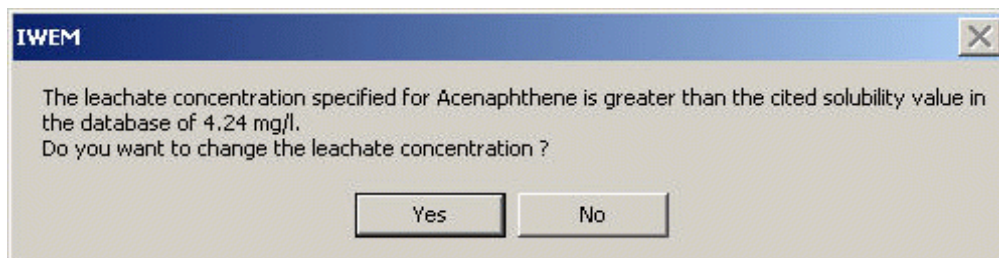 IWEM
The leachate concentration specified for Acenaphthene is greater than the cited solubility value in
the database of 4.24 mg/l.
Do you want to change the leachate concentration ?
Yes No